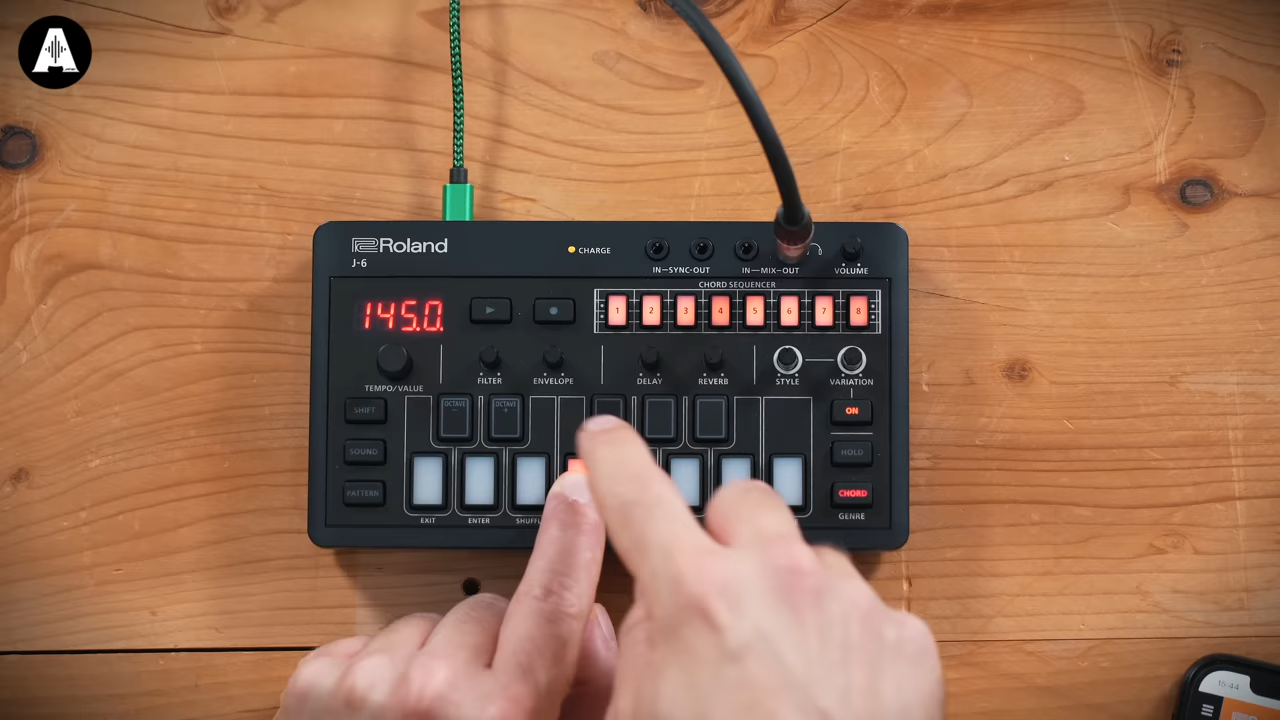 A
Roland
J-6
CHARGE
IN—SYNC-OUT
IN—MIX—OUT
VOLUME
CHORD SEQUENCER
145.0.
1 2 3 4 5 6 7 8
TEMPO/VALUE
FILTER
ENVELOPE
DELAY
REVERB
STYLE
VARIATION
SHIFT
OCTAVE −
OCTAVE +
ON
SOUND
HOLD
PATTERN
CHORD
EXIT
ENTER
GENRE
15:44